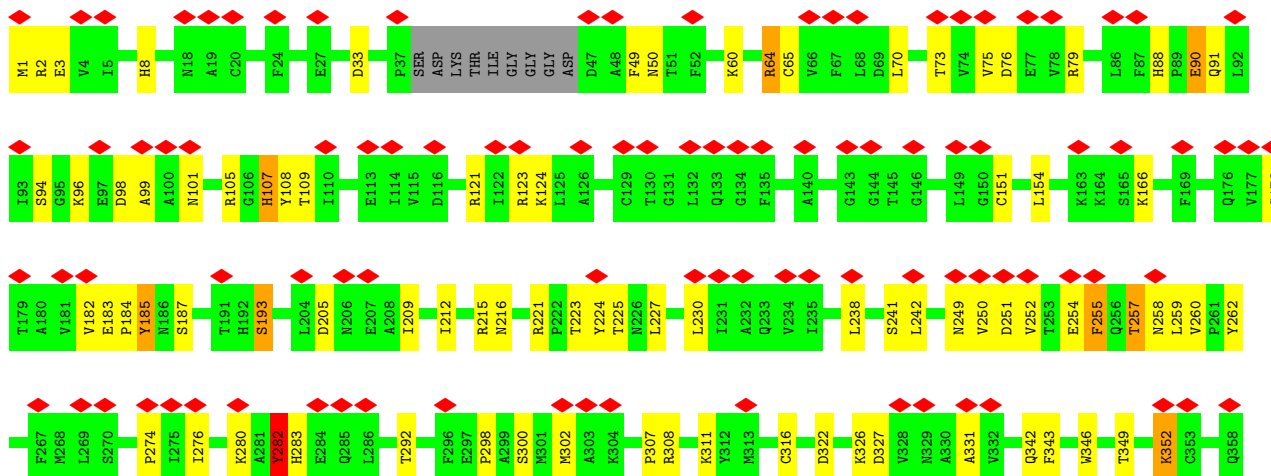 M1 R2 E3 V4 I5 H8 N18 A19 C20 F24 E27 D33 P37 SER ASP LYS THR ILE GLY GLY GLY ASP D47 A48 F49 N50 T51 F52 K60 R64 C65 V66 F67 L68 D69 L70 T73 V74 V75 D76 E77 V78 R79 L86 F87 H88 P89 E90 Q91 L92
I93 S94 G95 K96 E97 D98 A99 A100 N101 R105 G106 H107 Y108 T109 I110 E113 I114 V115 D116 R121 I122 R123 K124 L125 A126 C129 T130 G131 L132 Q133 G134 F135 A140 G143 G144 T145 G146 L149 G150 C151 L154 K163 K164 S165 K166 F169 Q176 V177
T179 A180 V181 V182 E183 P184 Y185 N186 S187 T191 H192 S193 L204 D205 N206 E207 A208 I209 I212 R215 N216 R221 P222 T223 Y224 T225 N226 L227 L230 I231 A232 Q233 V234 I235 L238 S241 L242 N249 V250 D251 V252 T253 E254 F255 Q256 T257 N258 L259 V260 P261 Y262
F267 M268 L269 S270 P274 I275 I276 K280 A281 Y282 H283 E284 Q285 L286 T292 F296 E297 P298 A299 S300 M301 M302 A303 K304 P307 R308 K311 Y312 M313 C316 D322 K326 D327 V328 N329 A330 A331 V332 Q342 F343 W346 T349 K352 C353 Q358